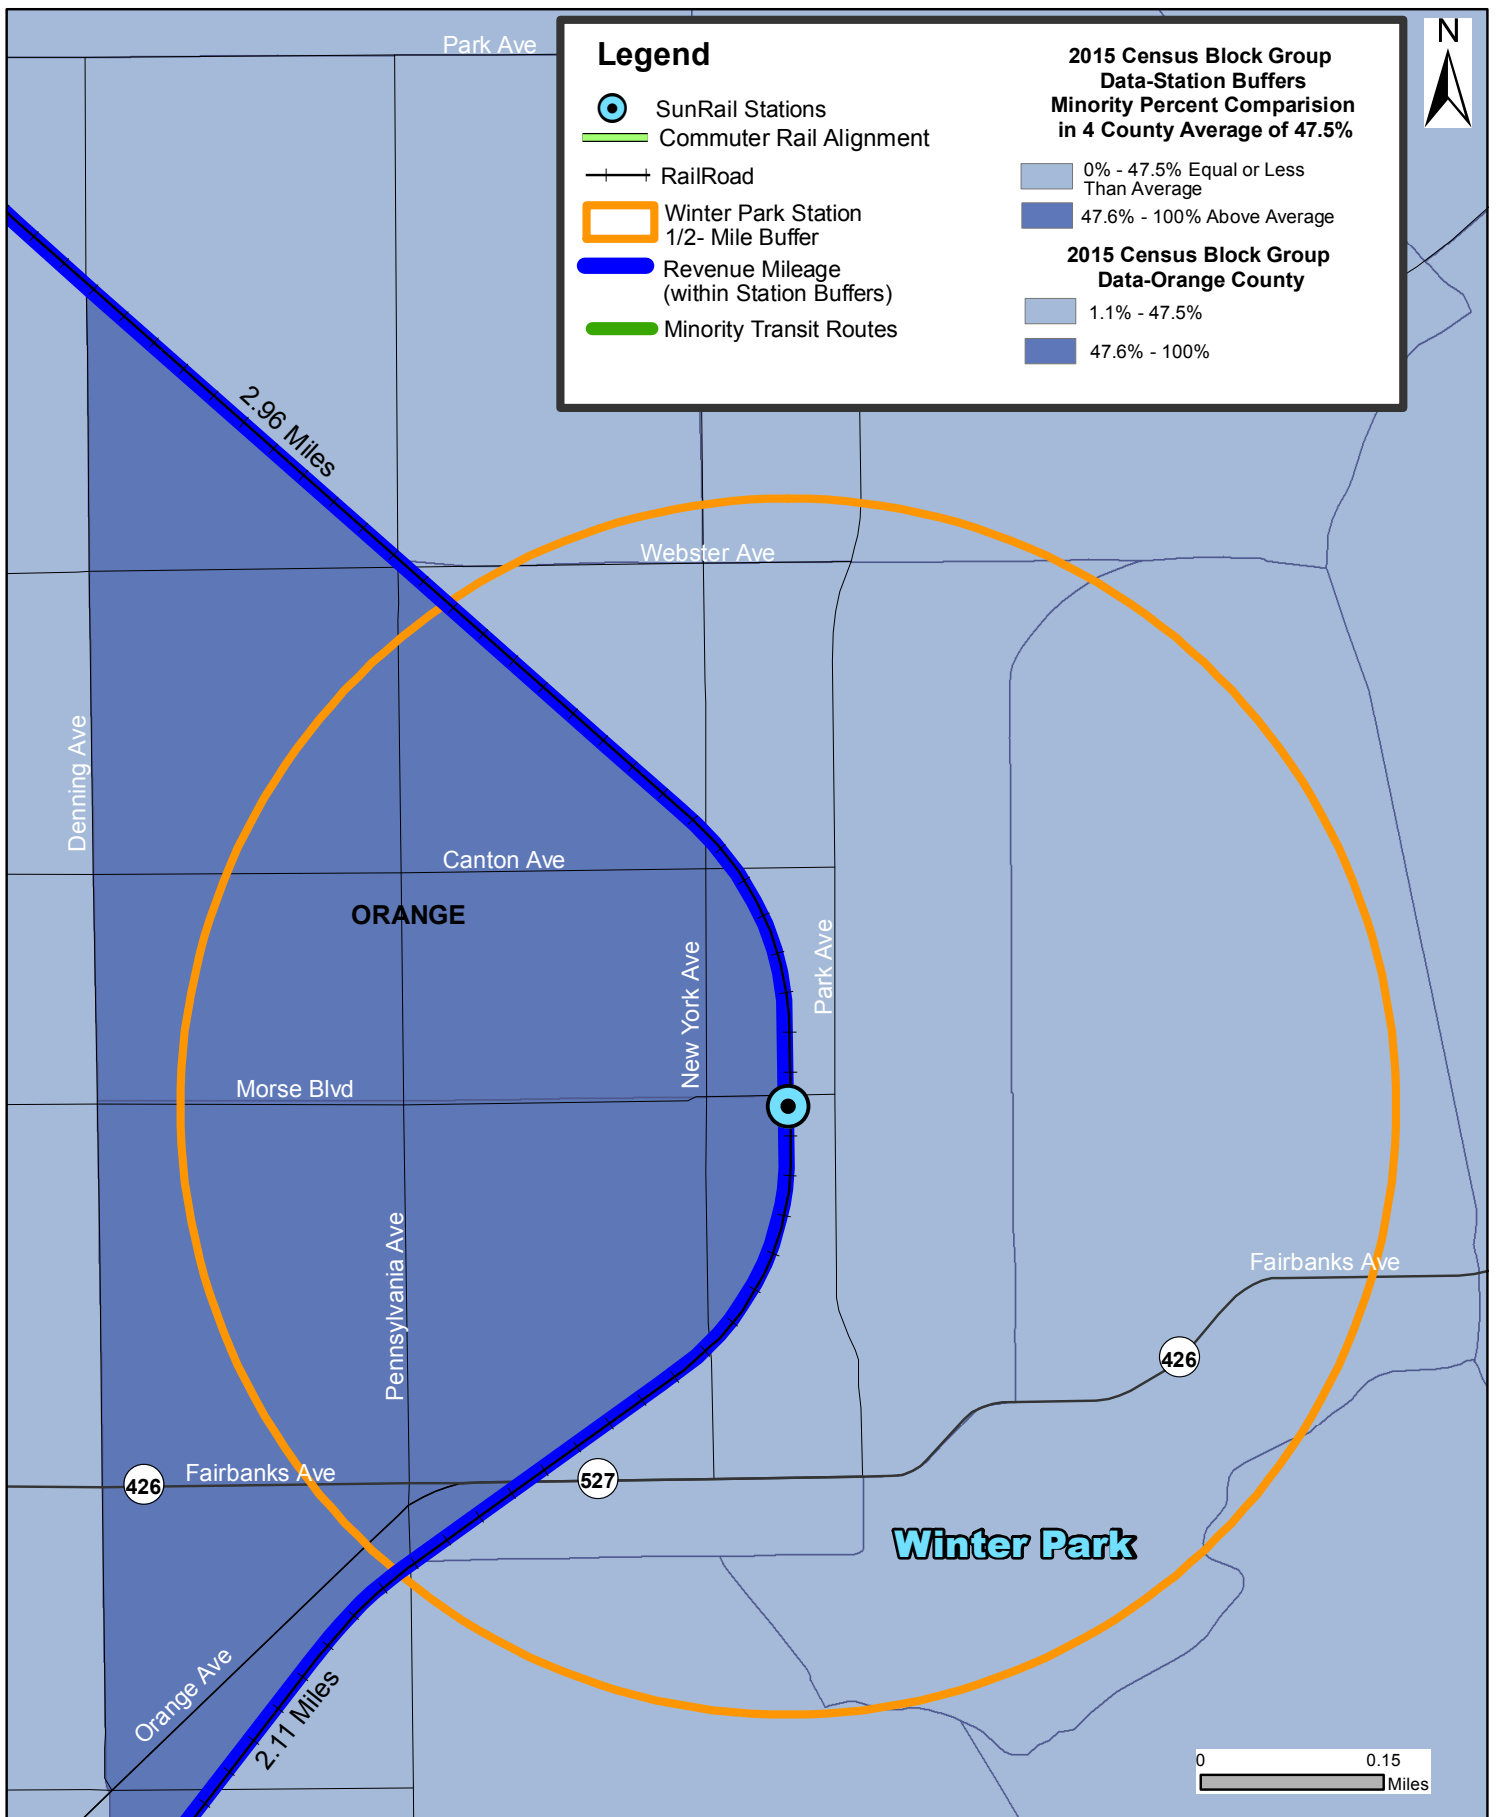 Park Ave
Legend
SunRail Stations
Commuter Rail Alignment
RailRoad
Winter Park Station
1/2- Mile Buffer
Revenue Mileage
(within Station Buffers)
Minority Transit Routes
2015 Census Block Group
Data-Station Buffers
Minority Percent Comparision
in 4 County Average of 47.5%
0% - 47.5% Equal or Less
Than Average
47.6% - 100% Above Average
2015 Census Block Group
Data-Orange County
1.1% - 47.5%
47.6% - 100%
N
2.96 Miles
Webster Ave
Denning Ave
Canton Ave
ORANGE
New York Ave
Park Ave
Morse Blvd
Pennsylvania Ave
Fairbanks Ave
426
426
Fairbanks Ave
527
Winter Park
Orange Ave
2.11 Miles
0 0.15
Miles